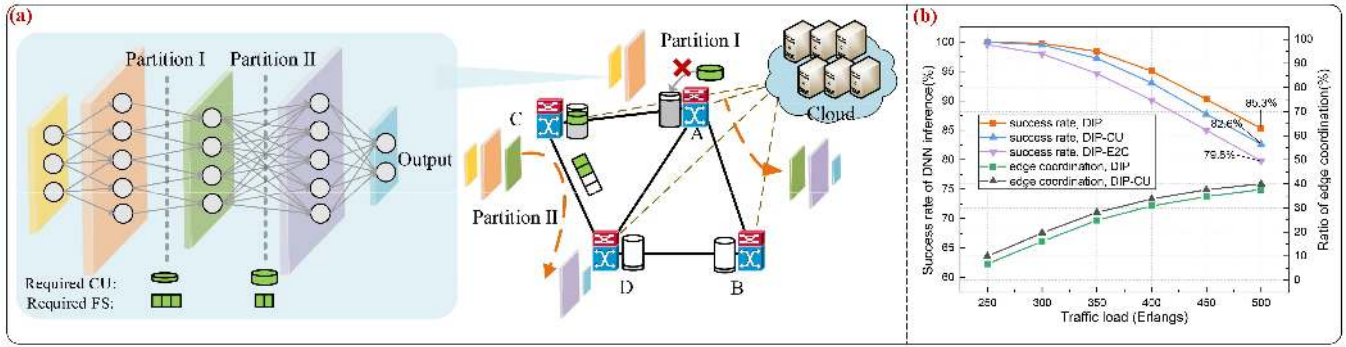 (a)
Partition I
Partition II
Output
Required CU:
Required FS:
Partition I
Cloud
A
C
Partition II
D
B
(b)
Success rate of DNN inference(%)
100
95
90
85
80
75
70
65
60
success rate, DIP
success rate, DIP-CU
success rate, DIP-E2C
edge coordination, DIP
edge coordination, DIP-CU
85.3%
82.6%
79.8%
250
300
350
400
450
500
Traffic load (Erlangs)
100
90
80
70
60
50
40
30
20
10
0
Ratio of edge coordination(%)